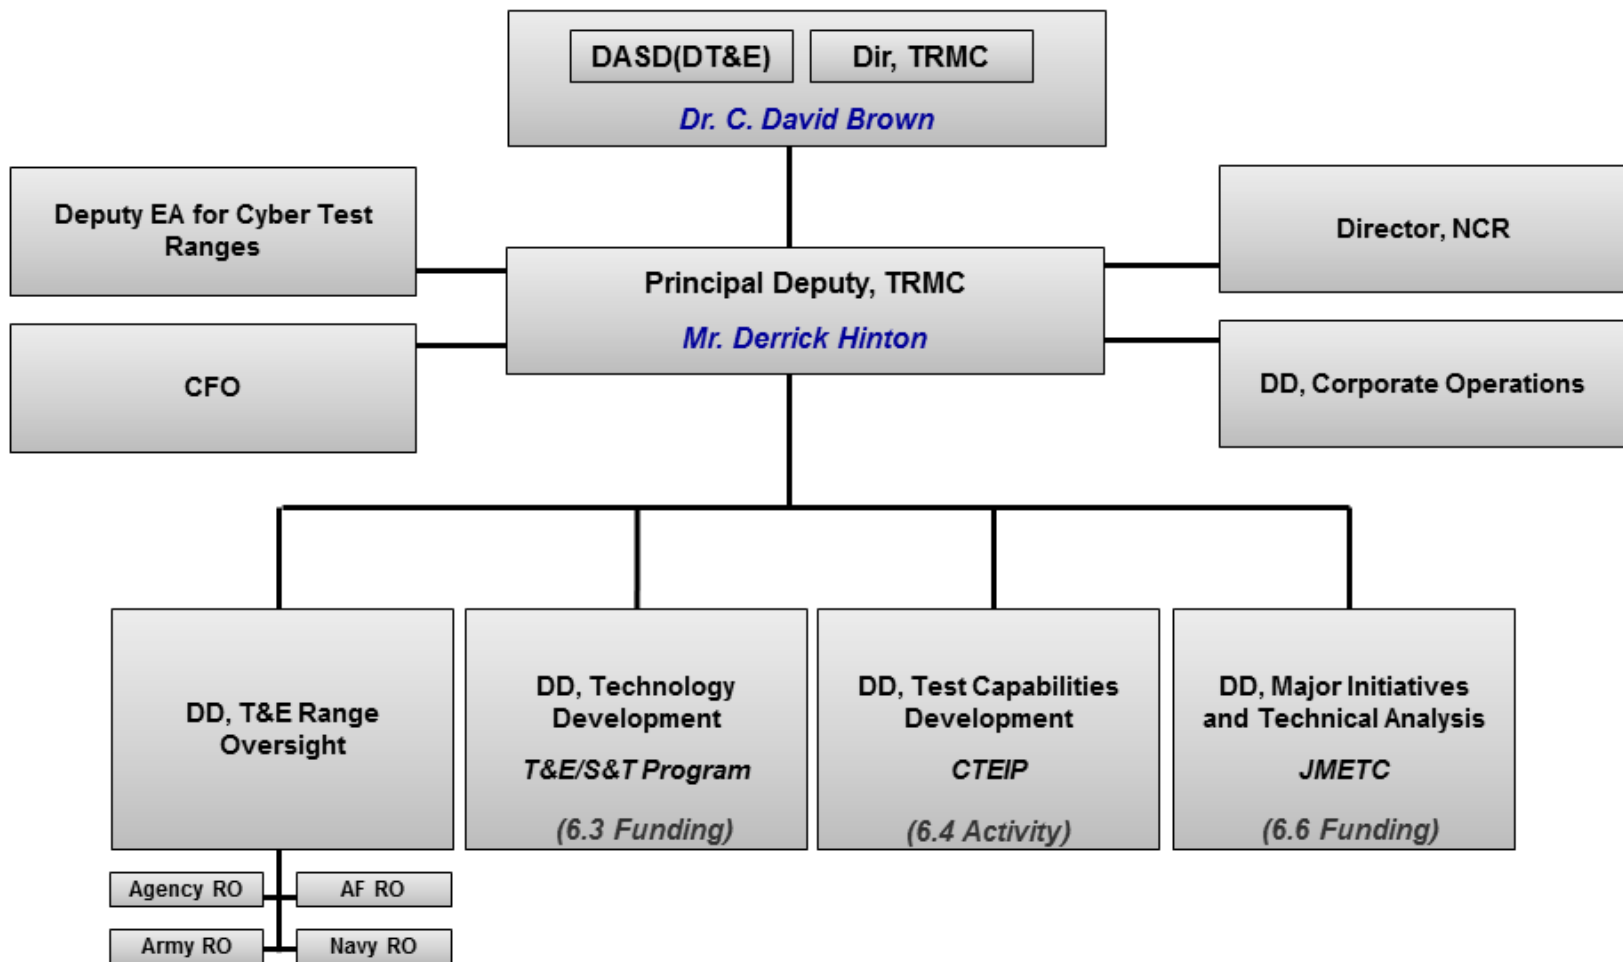 DASD(DT&E)
Dir, TRMC
Dr. C. David Brown
Deputy EA for Cyber Test
Ranges
Director, NCR
Principal Deputy, TRMC
Mr. Derrick Hinton
CFO
DD, Corporate Operations
DD, T&E Range
Oversight
DD, Technology
Development
T&E/S&T Program
(6.3 Funding)
DD, Test Capabilities
Development
CTEIP
(6.4 Activity)
DD, Major Initiatives
and Technical Analysis
JMETC
(6.6 Funding)
Agency RO
AF RO
Army RO
Navy RO